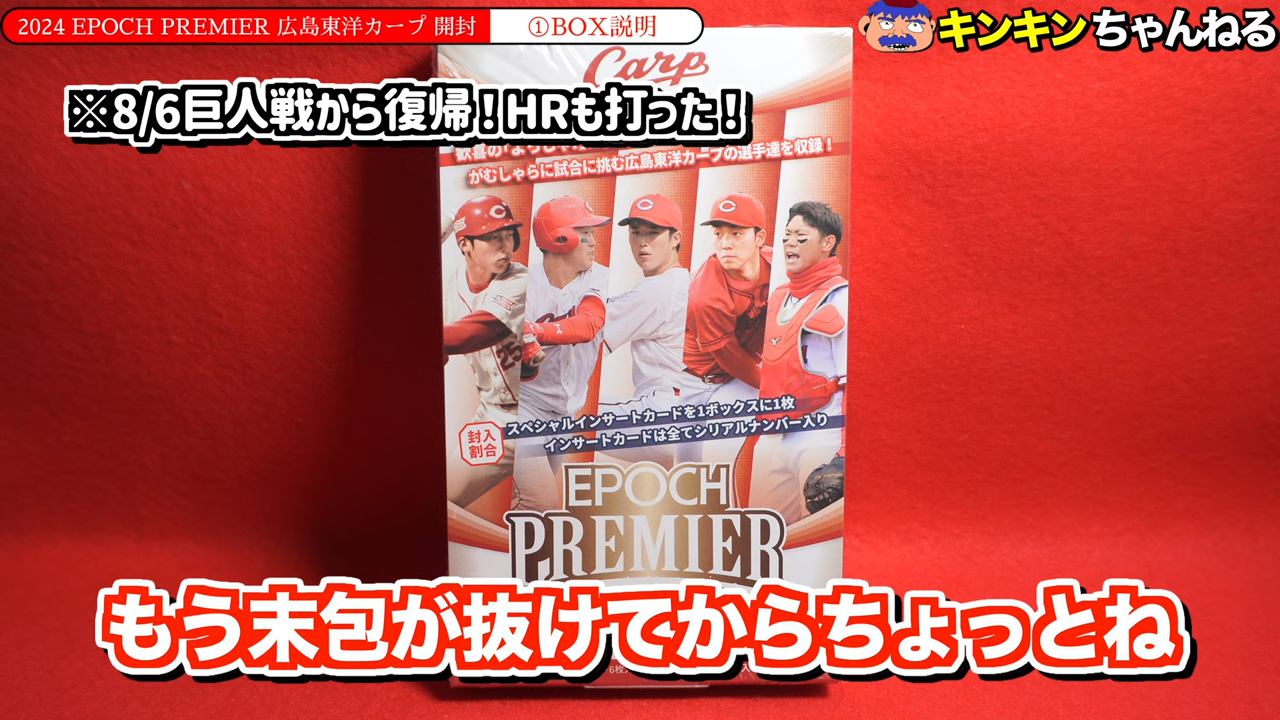 2024 EPOCH PREMIER 広島東洋カープ 開封
①BOX説明
キンキンちゃんねる
Carp
※8/6巨人戦から復帰！HRも打った！
がむしゃらに試合に挑む広島東洋カープの選手達を収録！
25
封入
割合
スペシャルインサートカードを1ボックスに1枚
インサートカードは全てシリアルナンバー入り
EPOCH
PREMIER
もう末包が抜けてからちょっとね